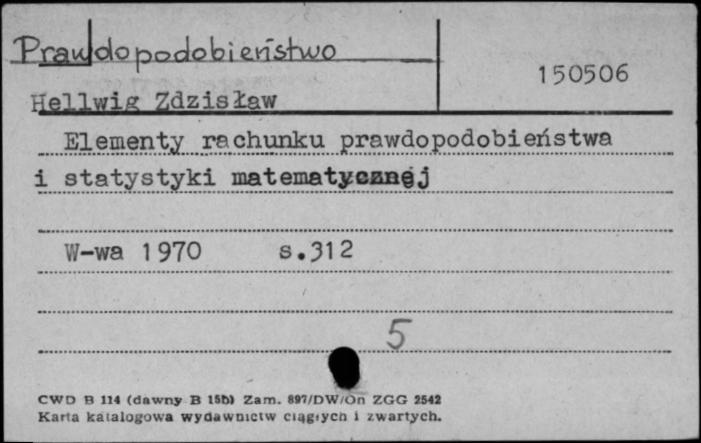 Prawdopodobieństwo
150506
Hellwig Zdzisław
Elementy rachunku prawdopodobieństwa
i statystyki matematycznej
W-wa 1970 s.312
5
CWD B 114 (dawny B 15b) Zam. 897/DW/On ZGG 2542
Karta katalogowa wydawnictw ciągłych i zwartych.